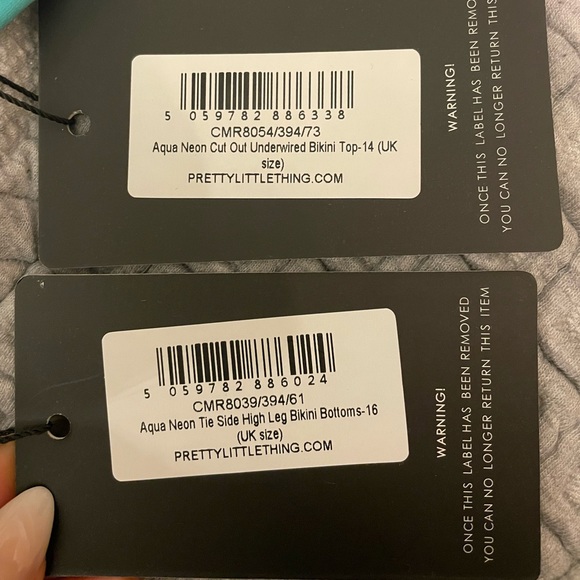 5 059782 886338
CMR8054/394/73
Aqua Neon Cut Out Underwired Bikini Top-14 (UK
size)
PRETTYLITTLETHING.COM
WARNING!
ONCE THIS LABEL HAS BEEN REMO
YOU CAN NO LONGER RETURN THIS
5 059782 886024
CMR8039/394/61
Aqua Neon Tie Side High Leg Bikini Bottoms-16
(UK size)
PRETTYLITTLETHING.COM
WARNING!
ONCE THIS LABEL HAS BEEN REMOVED
YOU CAN NO LONGER RETURN THIS ITEM